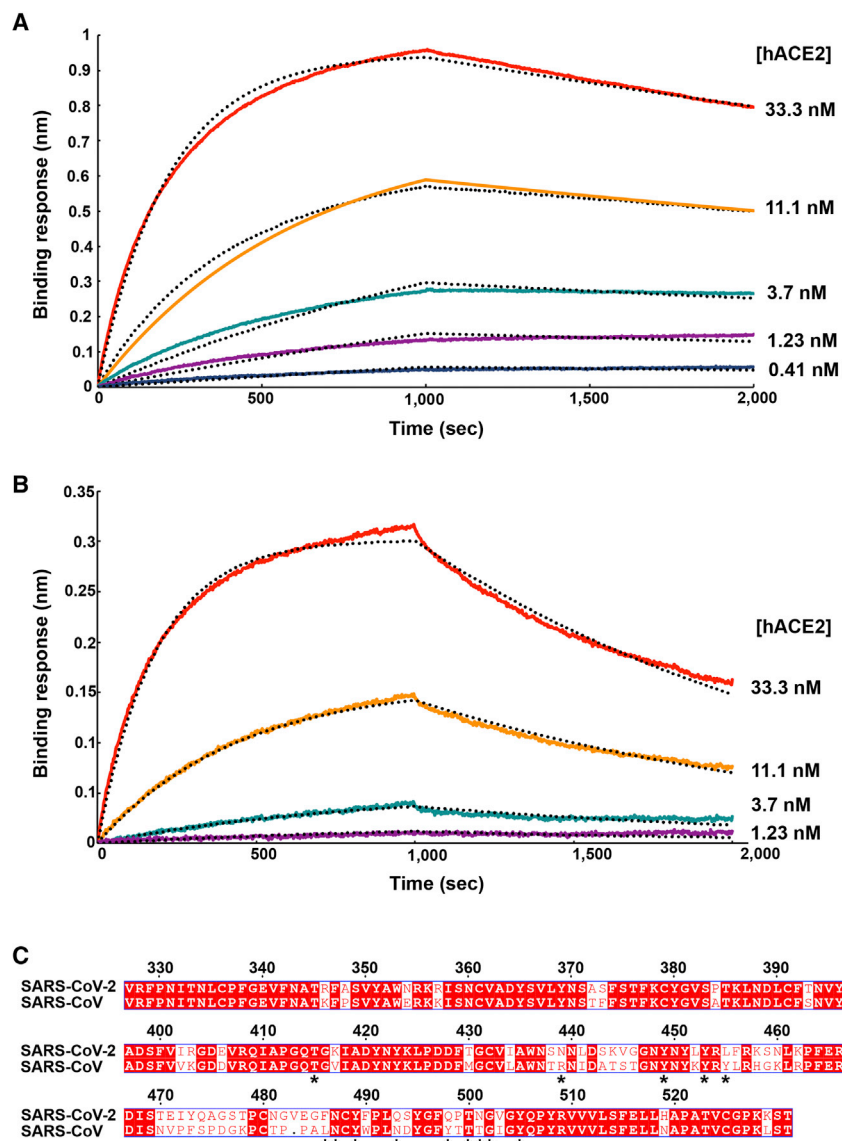 A
1
0.9
0.8
0.7
0.6
0.5
0.4
0.3
0.2
0.1
0
Binding response (nm)
[hACE2]
33.3 nM
11.1 nM
3.7 nM
1.23 nM
0.41 nM
500 1,000 1,500 2,000
Time (sec)
B
0.35
0.3
0.25
0.2
0.15
0.1
0.1
0
Binding response (nm)
[hACE2]
33.3 nM
11.1 nM
3.7 nM
1.23 nM
0 500 1,000 1,500 2,000
Time (sec)
C
330 340 350 360 370 380 390
SARS-CoV-2 VRFPNITNLCPFGEVFNATRFASVYAWNRKRISNCVADYSVLYNSASFSTFKCYGVSPTKLNDLCFTNVY
SARS-CoV VRFPNITNLCPFGEVFNATKFPSVYAWERKKISNCVADYSVLYNSTFFSTFKCYGVSATKLNDLCFSNVY
400 410 420 430 440 450 460
SARS-CoV-2 ADSFVIRGDEVRQIAPGQTGKIADYNYKLPDDFTGCVIAWNSNNLDSKVGGNYNYLYRLFRKSNLKPFER
SARS-CoV ADSFVVKGDDVRQIAPGQTGVIADYNYKLPDDFMGCVLAWNTRNIDATSTGNYNYKYRYLRHGKLRPFER
* * * * *
470 480 490 500 510 520
SARS-CoV-2 DISTEIYQAGSTPCNGVEGFNCYFPLQSYGFQPTNGVGYQPYRVVVLSFELLHAPATVCGPKKST
SARS-CoV DISNVPFSPDGKPCTP.PALNCYWPLNDYGFYTTTGIGYQPYRVVVLSFELLNAPATVCGPKLST